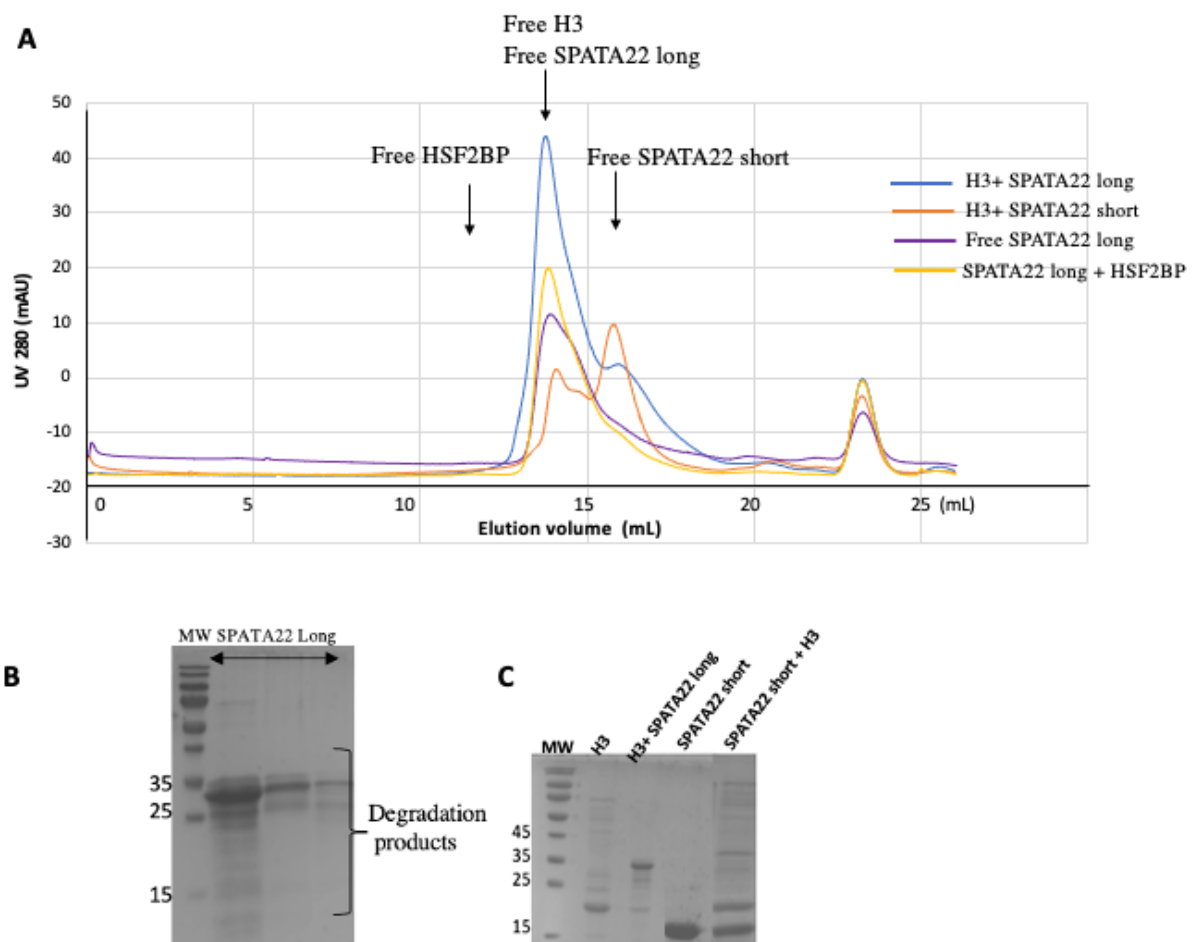 A
Free H3
Free SPATA22 long
Free HSF2BP
Free SPATA22 short
50
40
30
20
10
0
-10
-20
-30
UV 280 (mAU)
H3+ SPATA22 long
H3+ SPATA22 short
Free SPATA22 long
SPATA22 long + HSF2BP
0 5 10 15 20 25 (mL)
Elution volume (mL)
B
MW SPATA22 Long
35
25
15
Degradation
products
C
MW
H3
H3+ SPATA22 long
SPATA22 short
SPATA22 short + H3
45
35
25
15